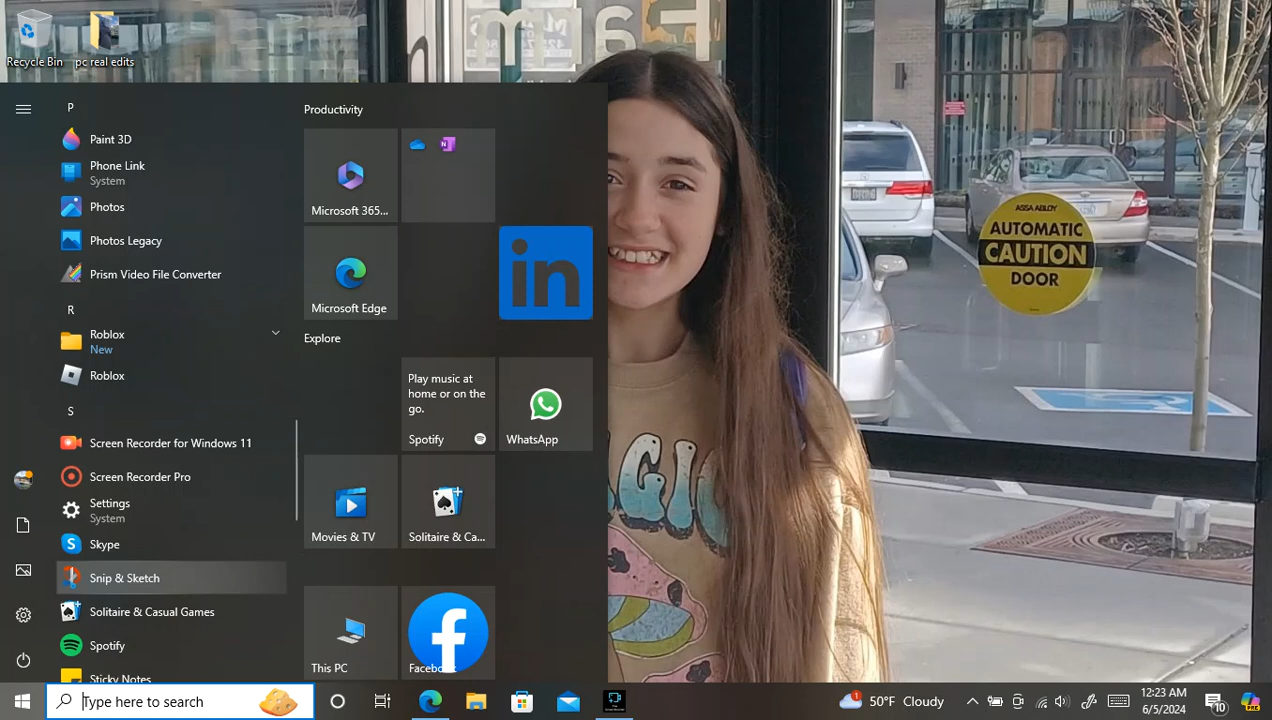 Recycle Bin
pc real edits
P
Paint 3D
Phone Link
System
Photos
Photos Legacy
Prism Video File Converter
R
Roblox
New
Roblox
S
Screen Recorder for Windows 11
Screen Recorder Pro
Settings
System
Skype
Snip & Sketch
Solitaire & Casual Games
Spotify
Sticky Notes
Productivity
Microsoft 365...
Microsoft Edge
in
Explore
Play music at
home or on the
go.
Spotify
WhatsApp
Movies & TV
Solitaire & Ca...
This PC
Facebook
ASSA ABLOY
AUTOMATIC
CAUTION
DOOR
Type here to search
1
50°F Cloudy
12:23 AM
6/5/2024
10
PRE